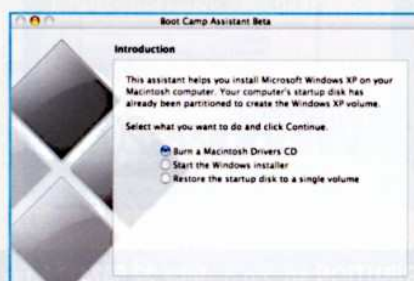 Boot Camp Assistant Beta
Introduction
This assistant helps you install Microsoft Windows XP on your
Macintosh computer. Your computer's startup disk has
already been partitioned to create the Windows XP volume.
Select what you want to do and click Continue.
Burn a Macintosh Drivers CD
Start the Windows installer
Restore the startup disk to a single volume